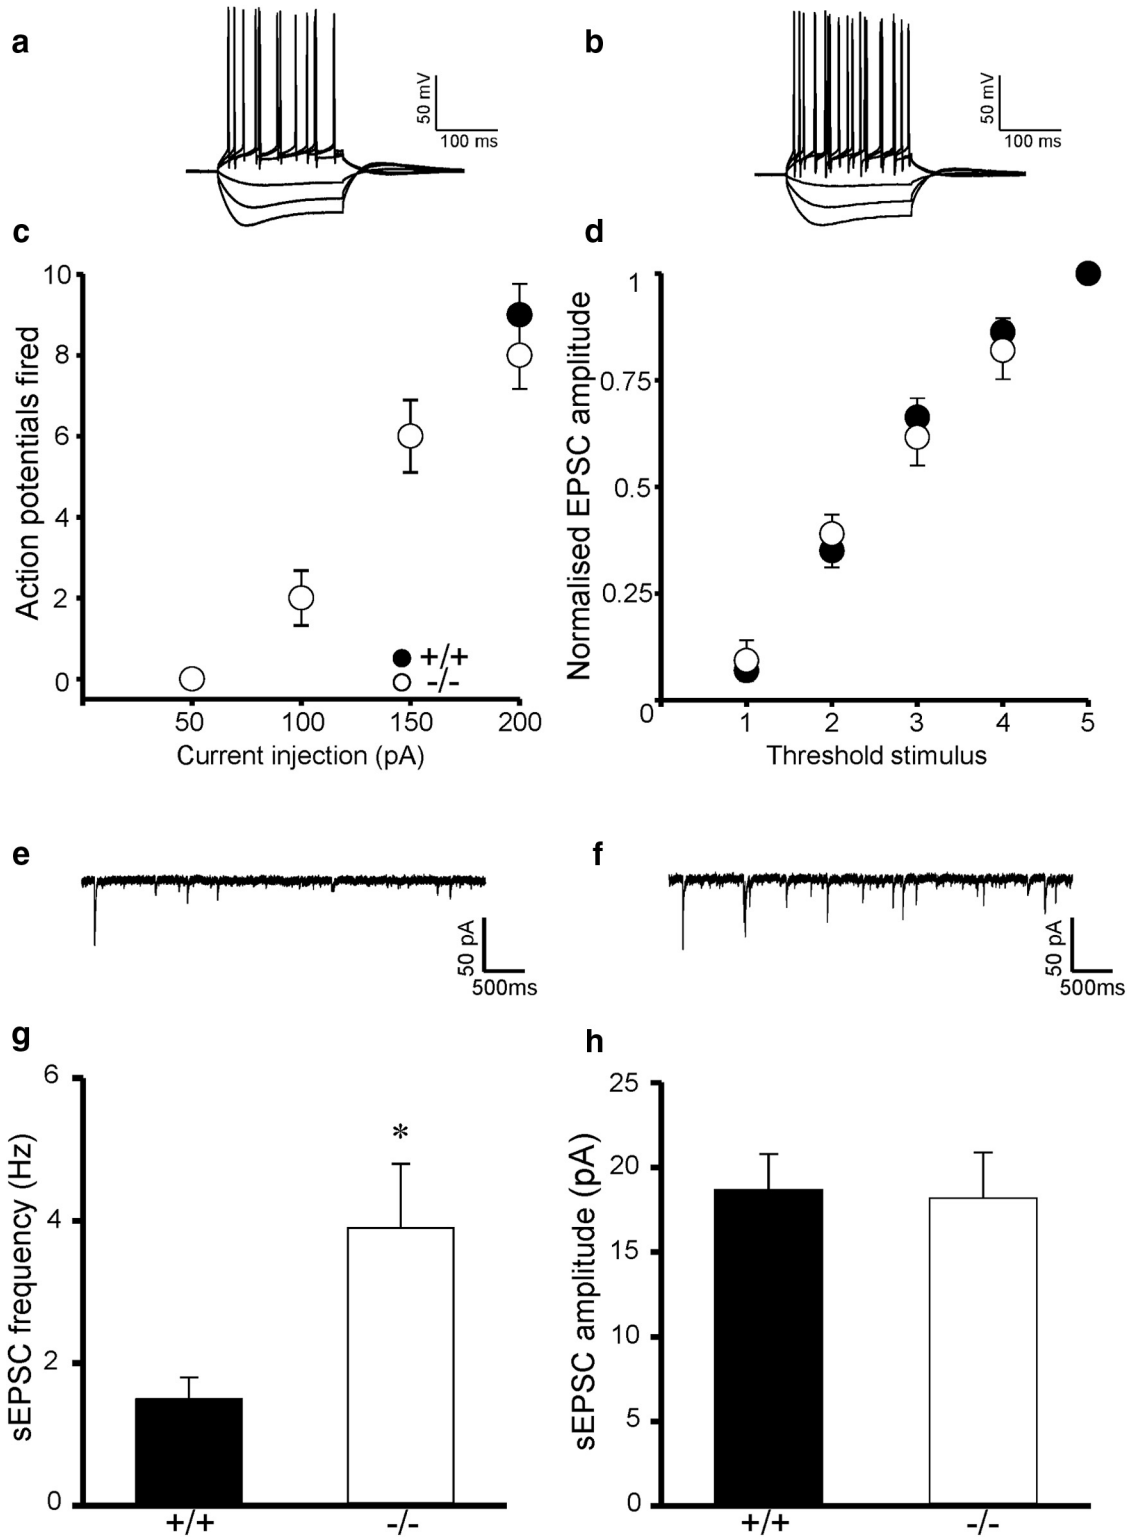 a
50 mV
100 ms
b
50 mV
100 ms
c
Action potentials fired
10
8
6
4
2
0
50 100 150 200
Current injection (pA)
+/+
-/-
d
Normalised EPSC amplitude
1
0.75
0.5
0.25
0
1 2 3 4 5
Threshold stimulus
e
50 pA
500ms
f
50 pA
500ms
g
sEPSC frequency (Hz)
6
4
2
0
*
+/+ -/-
h
sEPSC amplitude (pA)
25
20
15
10
5
0
+/+ -/-